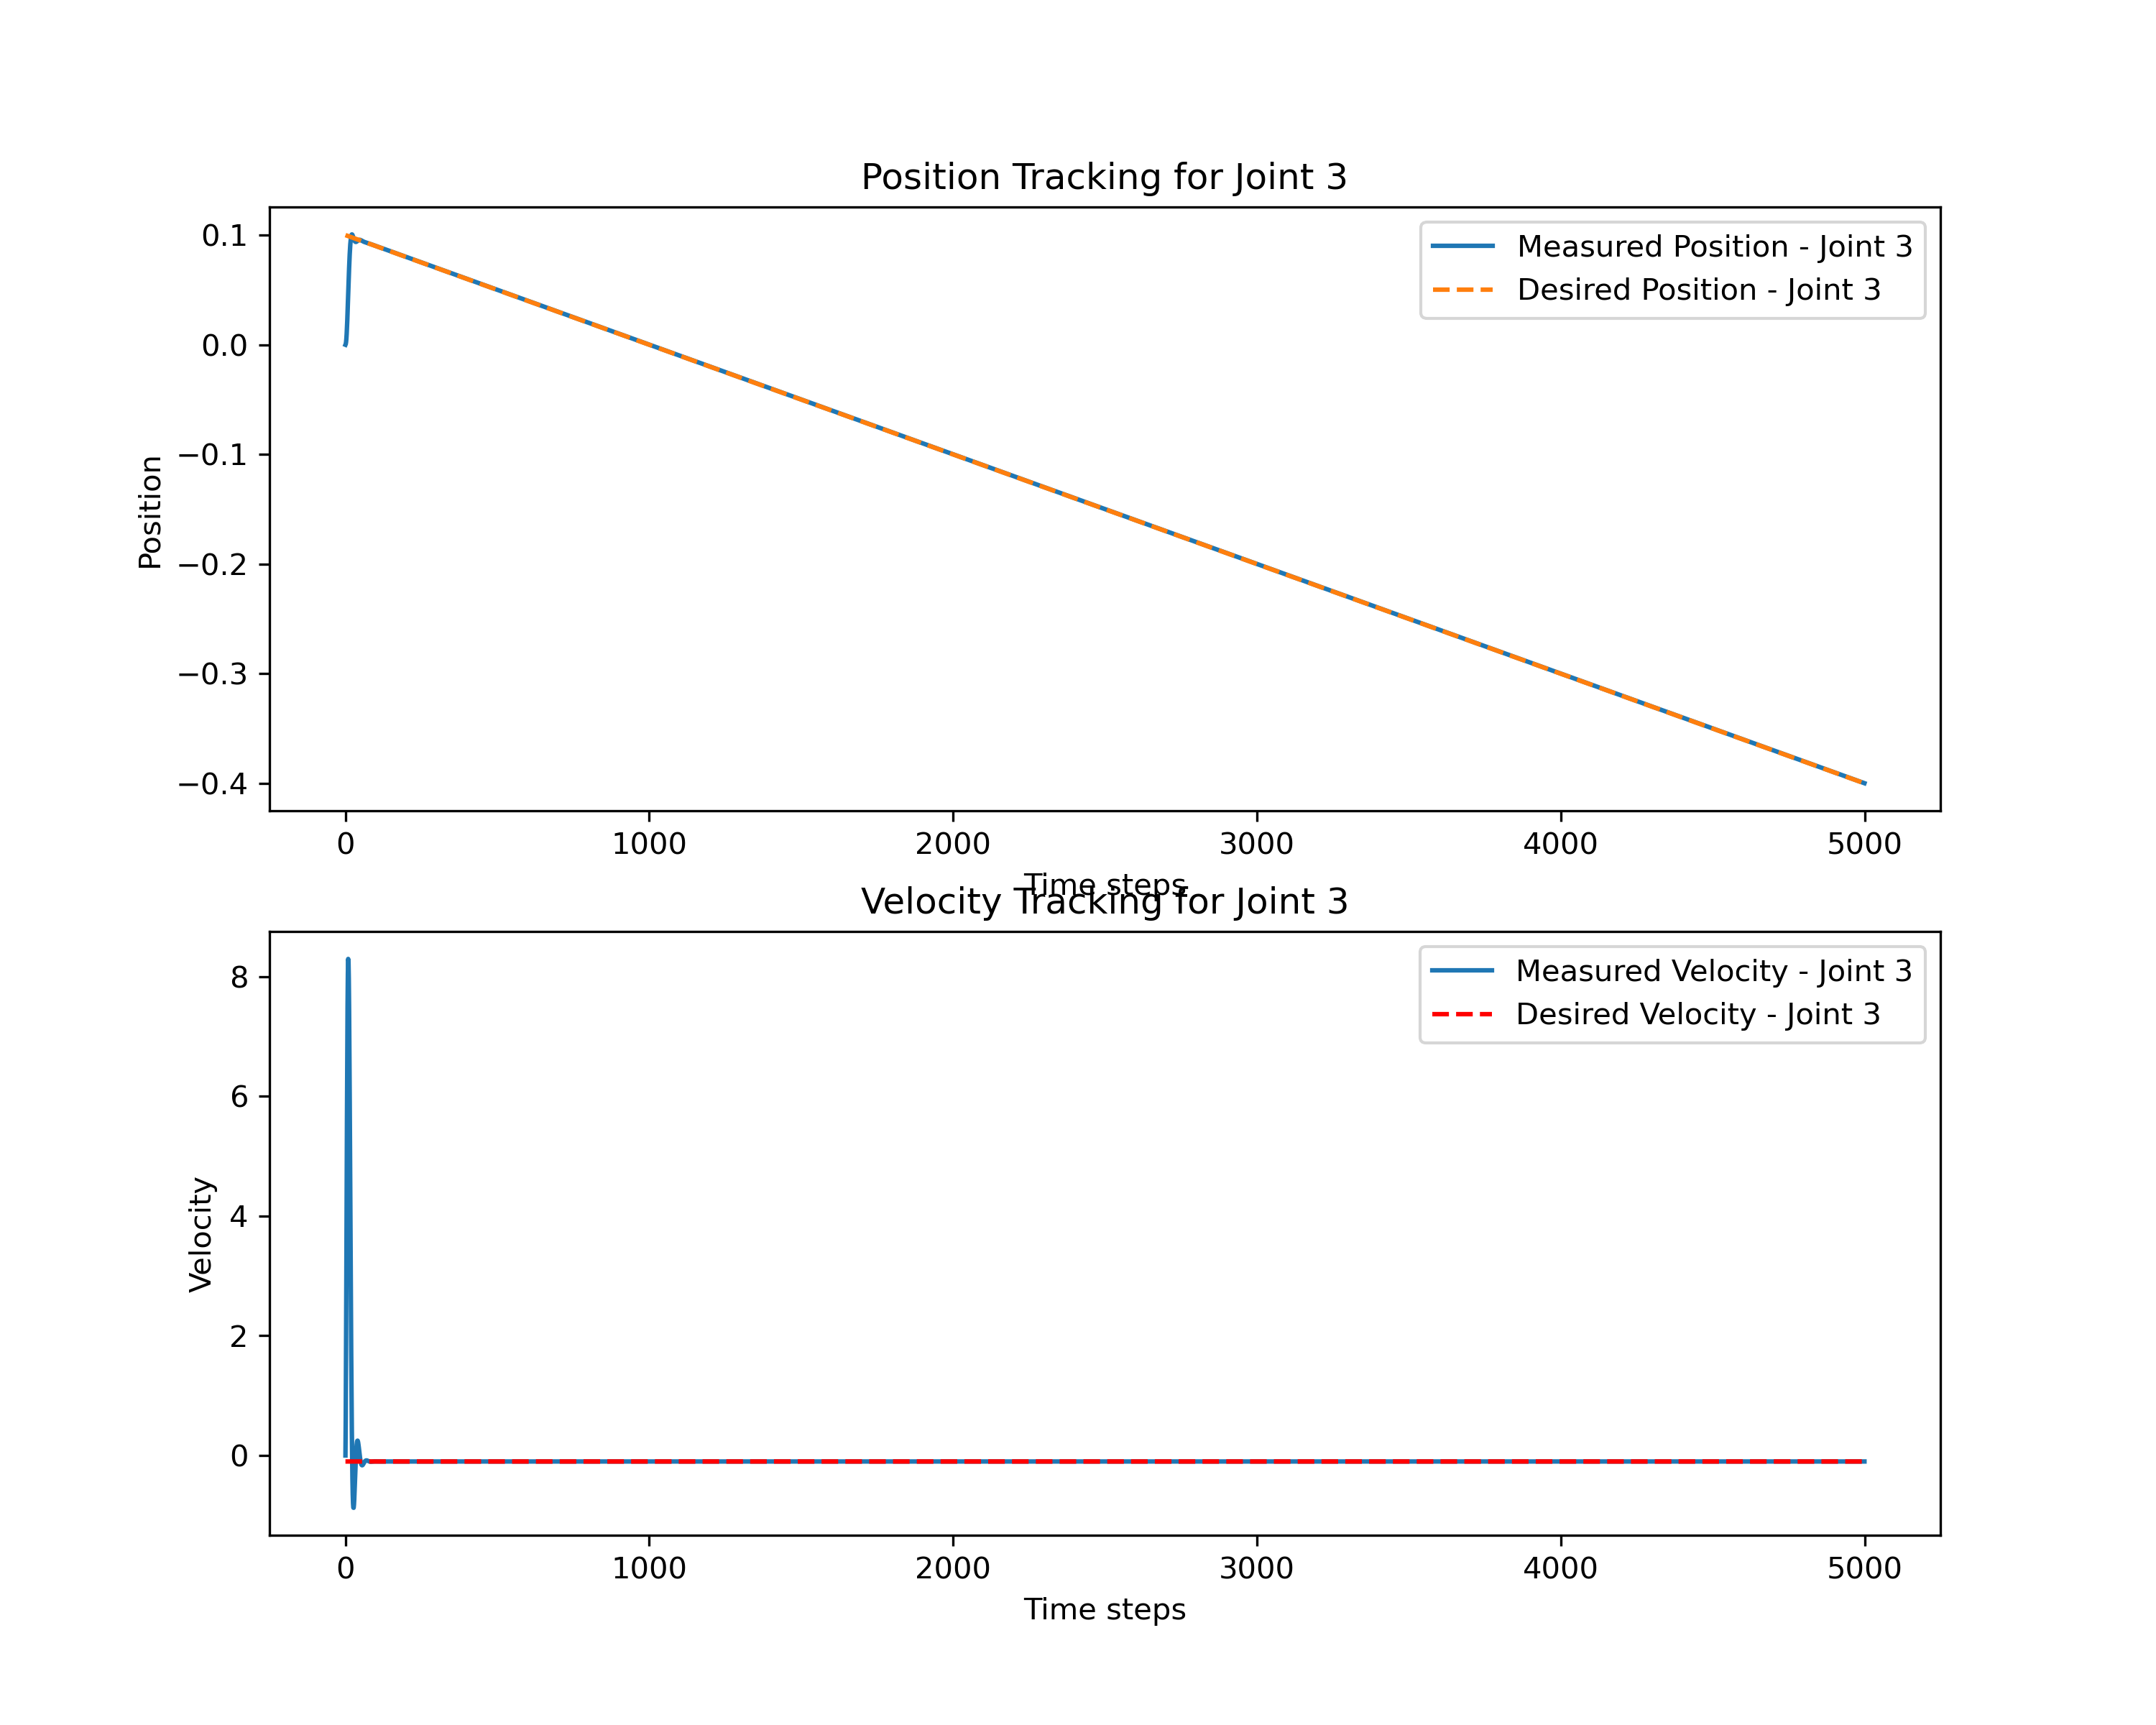 Position Tracking for Joint 3
Measured Position - Joint 3
Desired Position - Joint 3
Position
0.1
0.0
−0.1
−0.2
−0.3
−0.4
0 1000 2000 3000 4000 5000
Time steps
Velocity Tracking for Joint 3
Measured Velocity - Joint 3
Desired Velocity - Joint 3
Velocity
8
6
4
2
0
0 1000 2000 3000 4000 5000
Time steps